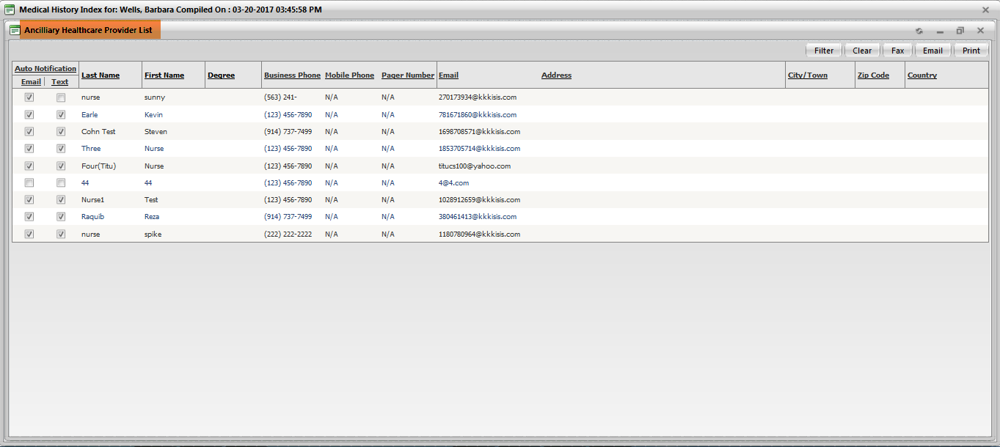 Medical History Index for: Wells, Barbara Compiled On : 03-20-2017 03:45:58 PM
Ancilliary Healthcare Provider List
Filter Clear Fax Email Print
Auto Notification
Email Text Last Name First Name Degree Business Phone Mobile Phone Pager Number Email Address City/Town Zip Code Country
nurse sunny (563) 241- N/A N/A 270173934@kkkisis.com
Earle Kevin (123) 456-7890 N/A N/A 781671860@kkkisis.com
Cohn Test Steven (914) 737-7499 N/A N/A 1698708571@kkkisis.com
Three Nurse (123) 456-7890 N/A N/A 1853705714@kkkisis.com
Four(Titu) Nurse (123) 456-7890 N/A N/A titucs100@yahoo.com
44 44 (123) 456-7890 N/A N/A 4@4.com
Nurse1 Test (123) 456-7890 N/A N/A 1028912659@kkkisis.com
Raquib Reza (914) 737-7499 N/A N/A 380461413@kkkisis.com
nurse spike (222) 222-2222 N/A N/A 1180780964@kkkisis.com